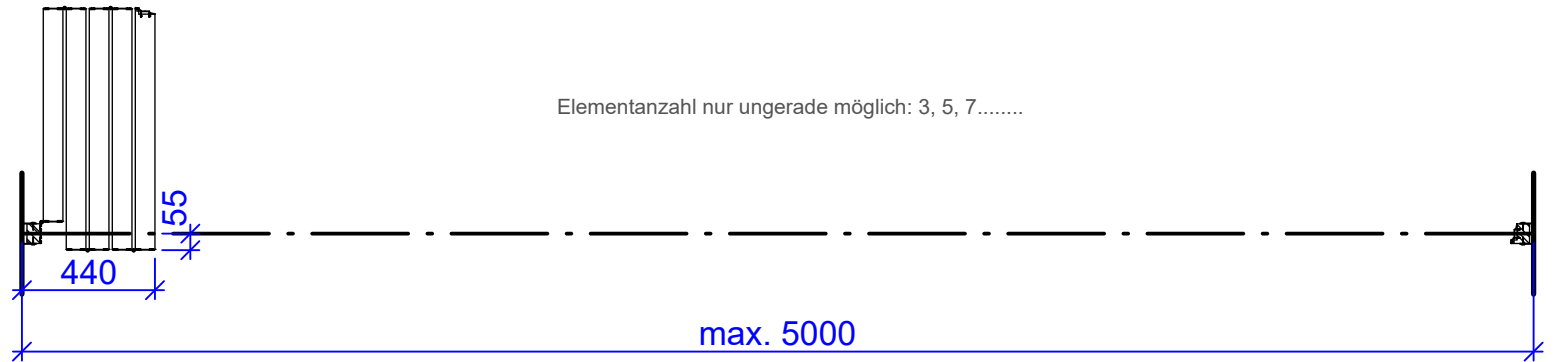 Elementanzahl nur ungerade möglich: 3, 5, 7........
55
440
max. 5000